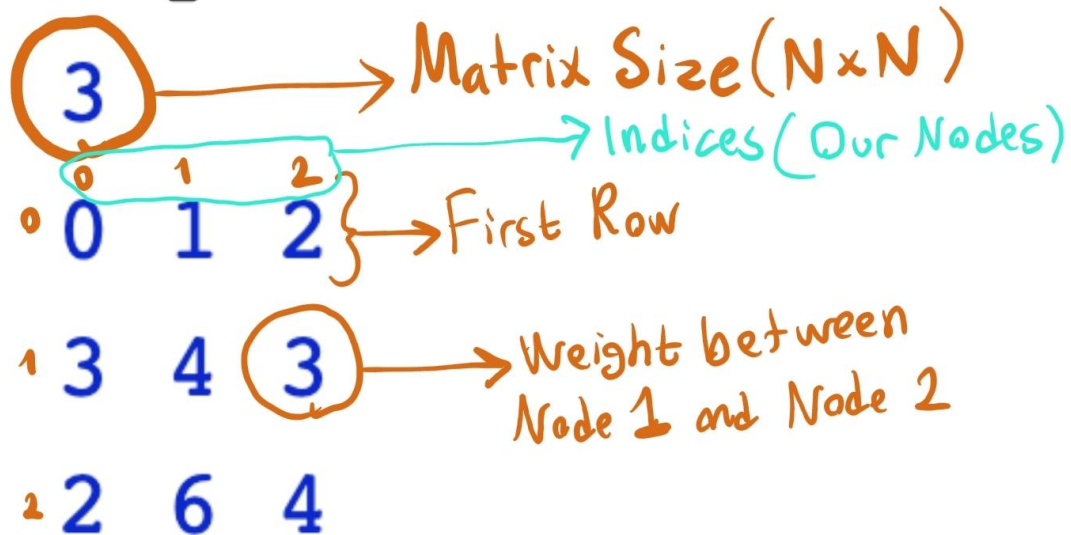 3 Matrix Size (N×N)
Indices (Our Nodes)
0 1 2
0 0 1 2 First Row
1 3 4 3 Weight between
Node 1 and Node 2
2 2 6 4